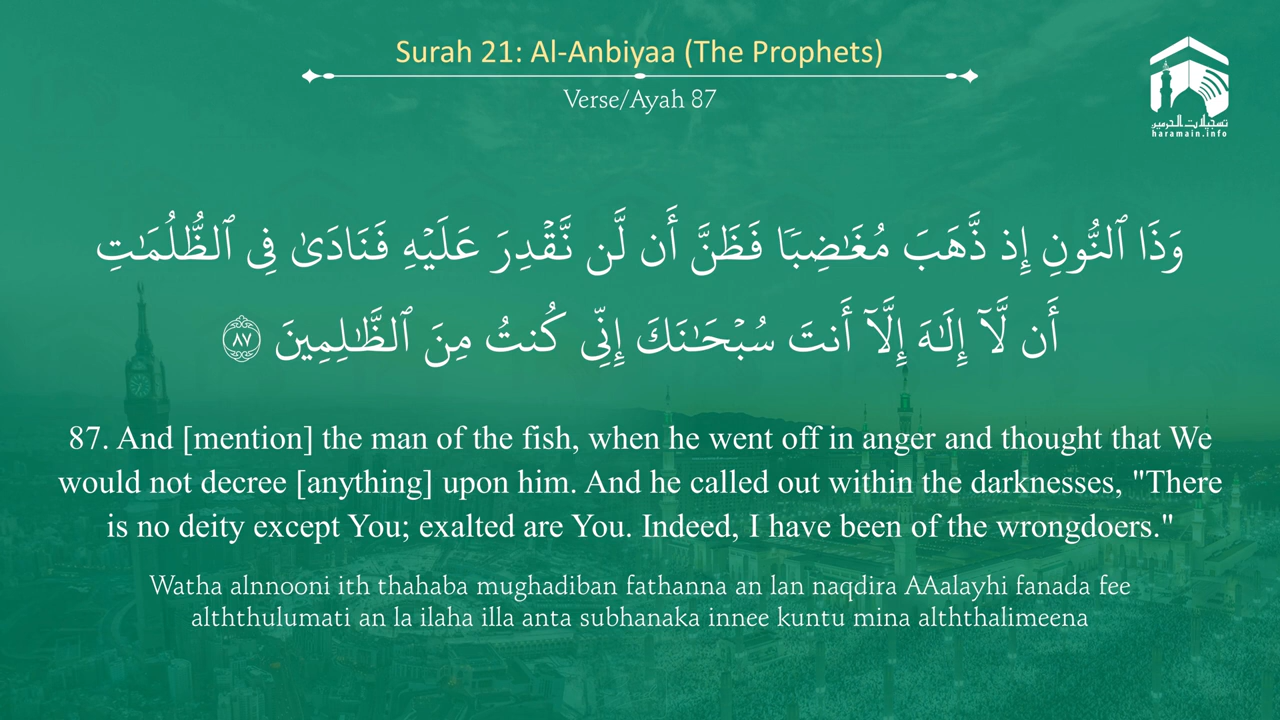 Surah 21: Al-Anbiyaa (The Prophets)
Verse/Ayah 87
تسجيلات الحرمين
haramain.info
وَذَا ٱلنُّونِ إِذ ذَّهَبَ مُغَٰضِبٗا فَظَنَّ أَن لَّن نَّقۡدِرَ عَلَيۡهِ فَنَادَىٰ فِي ٱلظُّلُمَٰتِ
أَن لَّآ إِلَٰهَ إِلَّآ أَنتَ سُبۡحَٰنَكَ إِنِّي كُنتُ مِنَ ٱلظَّٰلِمِينَ ٨٧
87. And [mention] the man of the fish, when he went off in anger and thought that We
would not decree [anything] upon him. And he called out within the darknesses, "There
is no deity except You; exalted are You. Indeed, I have been of the wrongdoers."
Watha alnnooni ith thahaba mughadiban fathanna an lan naqdira AAalayhi fanada fee
alththulumati an la ilaha illa anta subhanaka innee kuntu mina alththalimeena